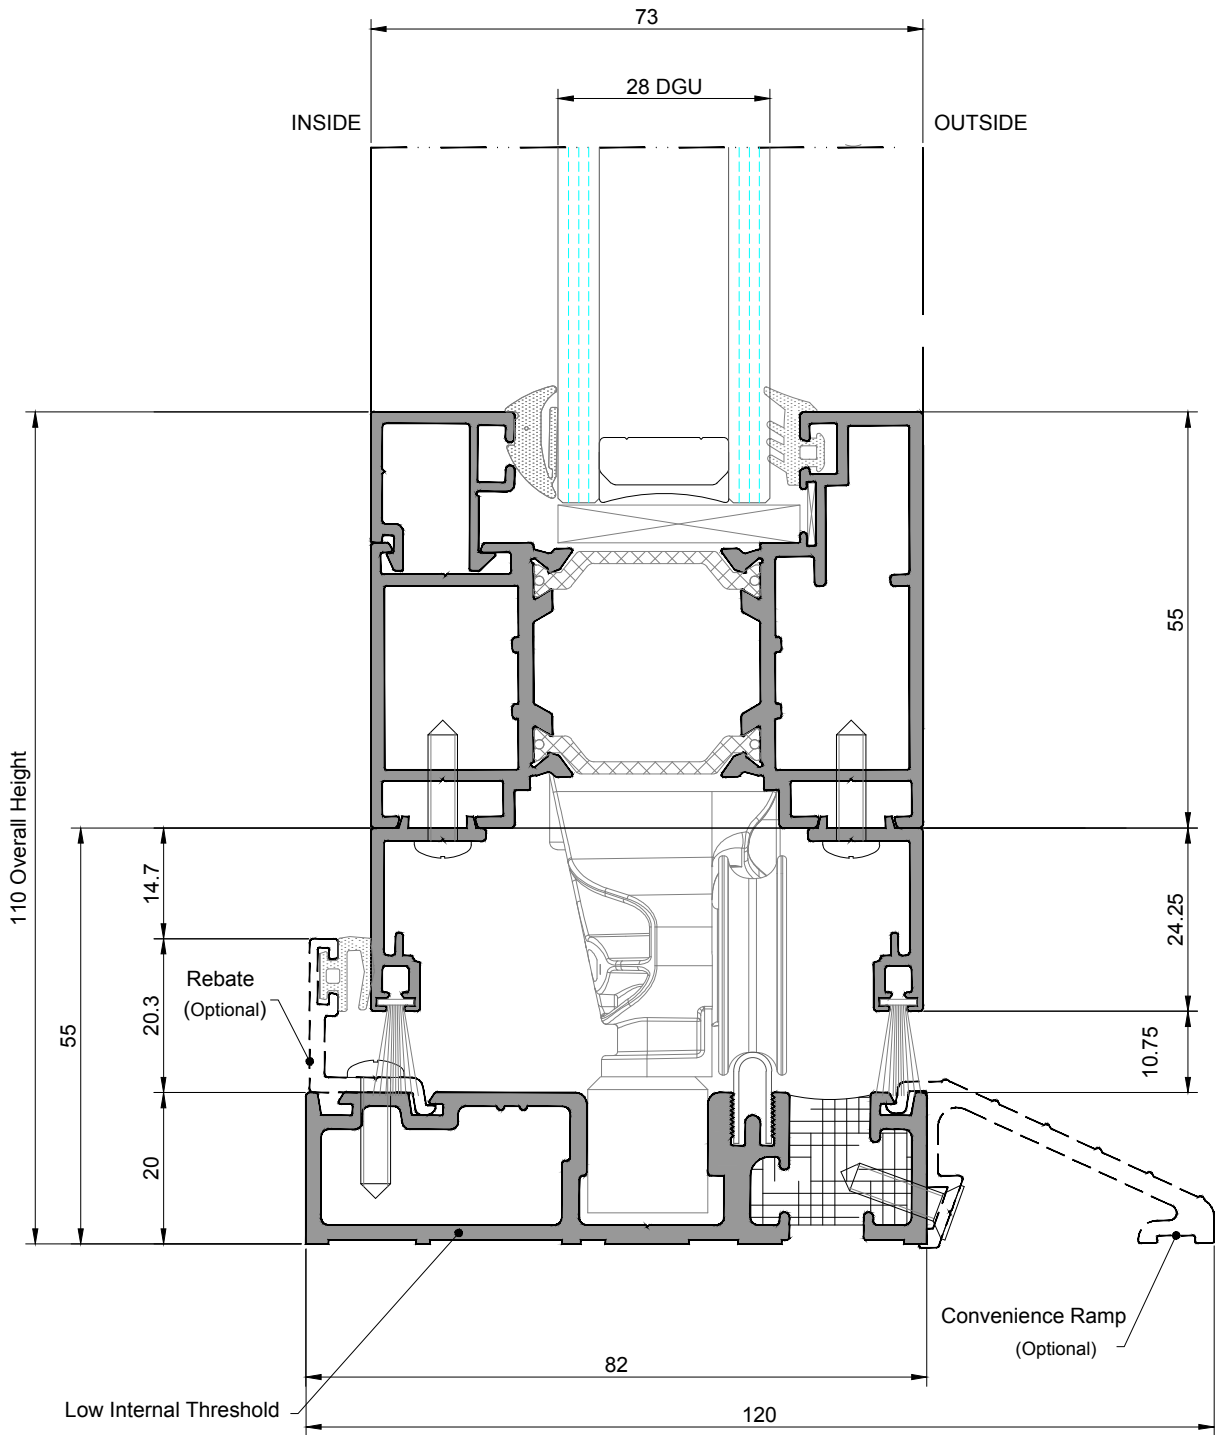 73
28 DGU
INSIDE
OUTSIDE
110 Overall Height
55
55
14.7
20.3
20
24.25
10.75
Rebate
(Optional)
Convenience Ramp
(Optional)
82
Low Internal Threshold
120